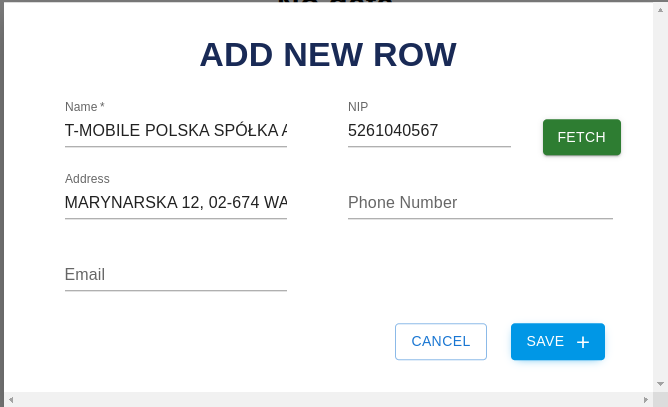 ADD NEW ROW
Name *
NIP
T-MOBILE POLSKA SPÓŁKA
5261040567
FETCH
Address
MARYNARSKA 12, 02-674 WA
Phone Number
Email
CANCEL
SAVE +